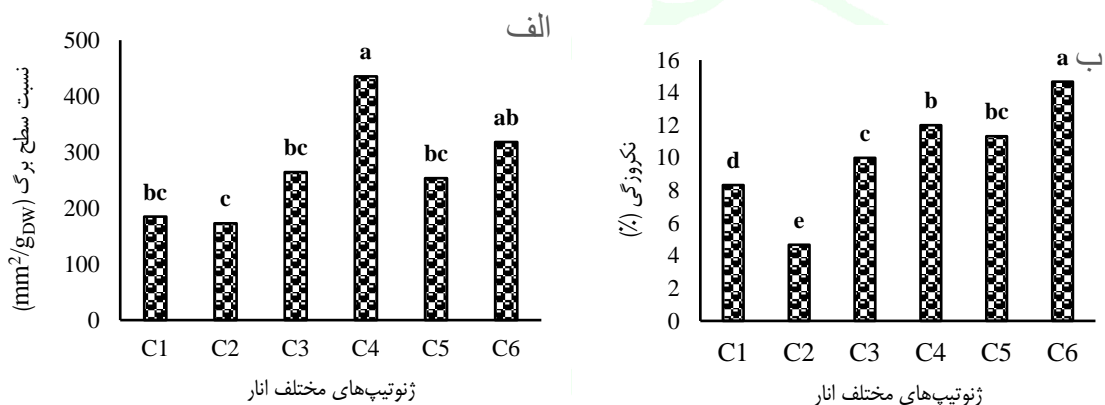 الف
نسبت سطح برگ (mm²/g_DW)
500
400
300
200
100
0
bc
c
bc
a
bc
ab
C1 C2 C3 C4 C5 C6
ژنوتیپ‌های مختلف انار
ب
نکروزگی (٪)
16
14
12
10
8
6
4
2
0
d
e
c
b
bc
a
C1 C2 C3 C4 C5 C6
ژنوتیپ‌های مختلف انار